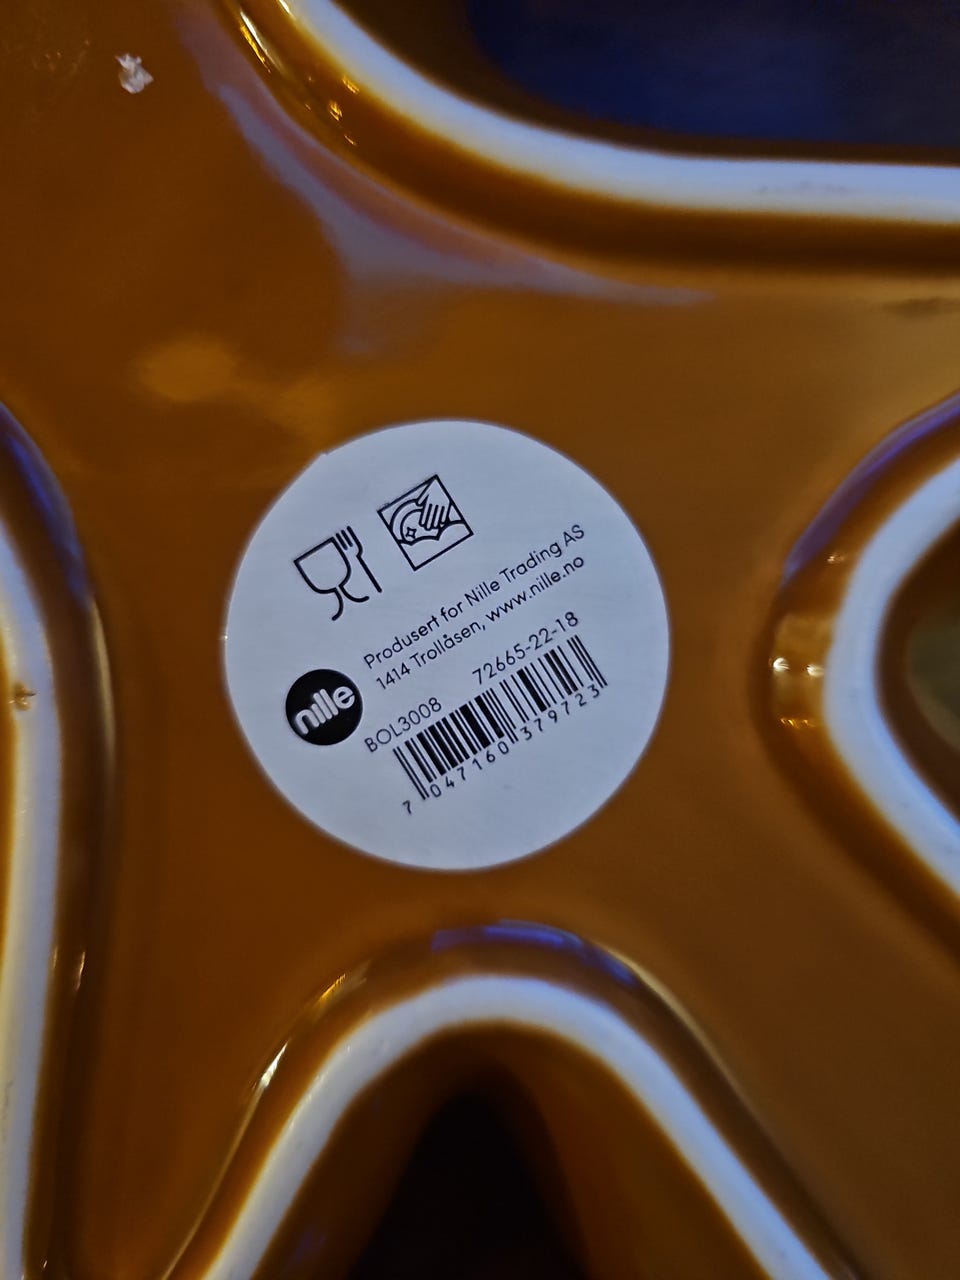 Produsert for Nille Trading AS
1414 Trollåsen, www.nille.no
nille
BOL3008 72665-22-18
7 047160 379723